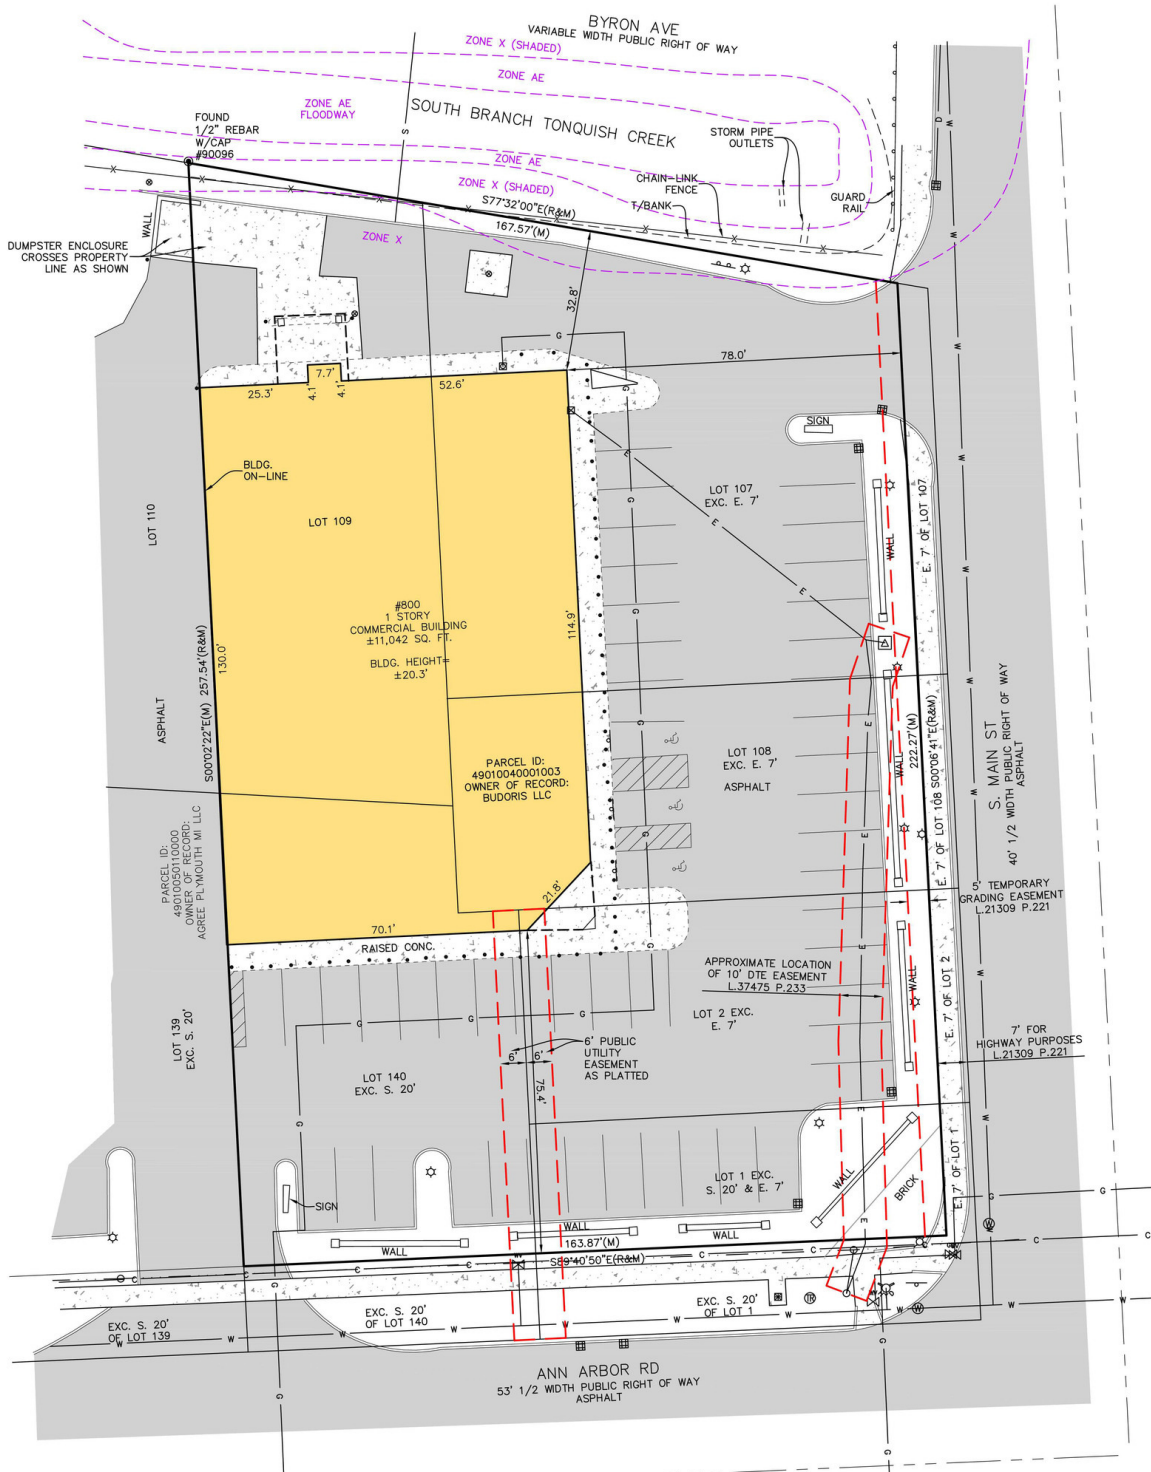 BYRON AVE
VARIABLE WIDTH PUBLIC RIGHT OF WAY
ZONE X (SHADED)
ZONE AE
ZONE AE
FLOODWAY
SOUTH BRANCH TONQUISH CREEK
ZONE AE
ZONE X (SHADED)
ZONE X
FOUND
1/2" REBAR
W/CAP
#90096
STORM PIPE
OUTLETS
CHAIN-LINK
FENCE
T/BANK
GUARD
RAIL
S77'32'00"E(R&M)
167.57'(M)
WALL
DUMPSTER ENCLOSURE
CROSSES PROPERTY
LINE AS SHOWN
32.8'
78.0'
25.3'
4.1'
7.7'
4.1'
52.6'
BLDG.
ON-LINE
LOT 109
LOT 110
SIGN
LOT 107
EXC. E. 7'
WALL
E. 7' OF LOT 107
#800
1 STORY
COMMERCIAL BUILDING
±11,042 SQ. FT.
BLDG. HEIGHT=
±20.3'
114.9'
130.0'
S00'02'22"E(M) 257.54'(R&M)
ASPHALT
PARCEL ID:
49010040001003
OWNER OF RECORD:
BUDORIS LLC
LOT 108
EXC. E. 7'
ASPHALT
WALL
222.27'(M)
E. 7' OF LOT 108 S00'06'41"E(R&M)
S. MAIN ST
40' 1/2 WIDTH PUBLIC RIGHT OF WAY
ASPHALT
PARCEL ID:
49010050110000
OWNER OF RECORD:
AGREE PLYMOUTH MI LLC
5' TEMPORARY
GRADING EASEMENT
L.21309 P.221
21.8'
70.1'
RAISED CONC.
APPROXIMATE LOCATION
OF 10' DTE EASEMENT
L.37475 P.233
WALL
E. 7' OF LOT 2
LOT 2 EXC.
E. 7'
7' FOR
HIGHWAY PURPOSES
L.21309 P.221
LOT 139
EXC. S. 20'
6'
6'
6' PUBLIC
UTILITY
EASEMENT
AS PLATTED
75.4'
LOT 140
EXC. S. 20'
LOT 1 EXC.
S. 20' & E. 7'
WALL
BRICK
E. 7' OF LOT 1
SIGN
WALL
WALL
WALL
163.87'(M)
S89'40'50"E(R&M)
EXC. S. 20'
OF LOT 139
EXC. S. 20'
OF LOT 140
EXC. S. 20'
OF LOT 1
TR
ANN ARBOR RD
53' 1/2 WIDTH PUBLIC RIGHT OF WAY
ASPHALT